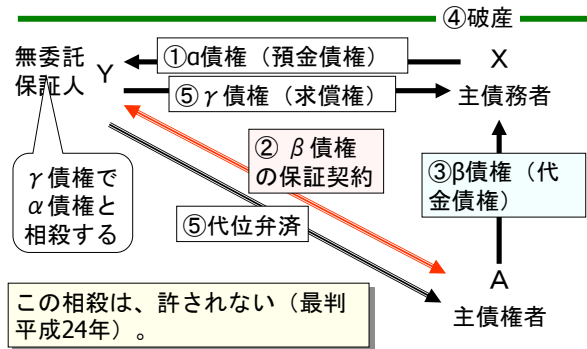 ④破産
①α債権（預金債権）
無委託
保証人
Y
X
主債務者
⑤γ債権（求償権）
② β債権
の保証契約
③β債権（代
金債権）
γ債権で
α債権と
相殺する
⑤代位弁済
A
主債権者
この相殺は、許されない（最判
平成24年）。